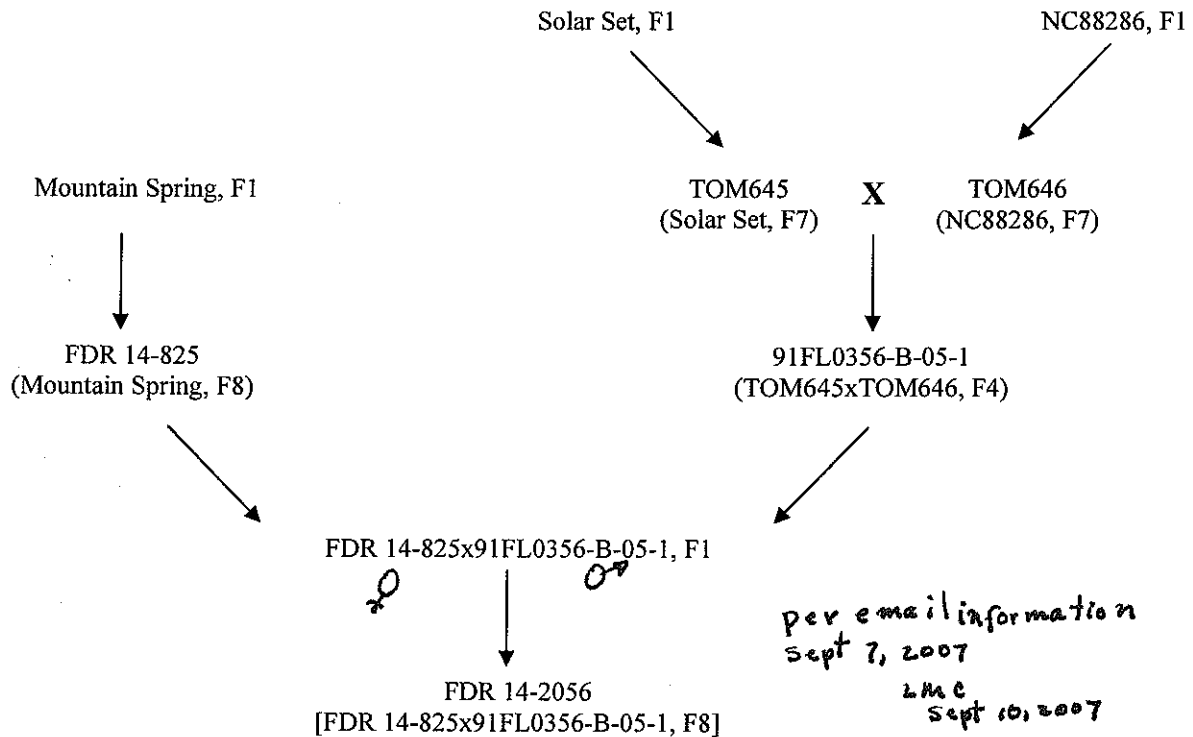 Solar Set, F1
NC88286, F1
Mountain Spring, F1
TOM645
(Solar Set, F7)
X
TOM646
(NC88286, F7)
FDR 14-825
(Mountain Spring, F8)
91FL0356-B-05-1
(TOM645xTOM646, F4)
FDR 14-825x91FL0356-B-05-1, F1
♀ ♂
FDR 14-2056
[FDR 14-825x91FL0356-B-05-1, F8]
per email information
Sept 7, 2007
LMC
Sept 10, 2007